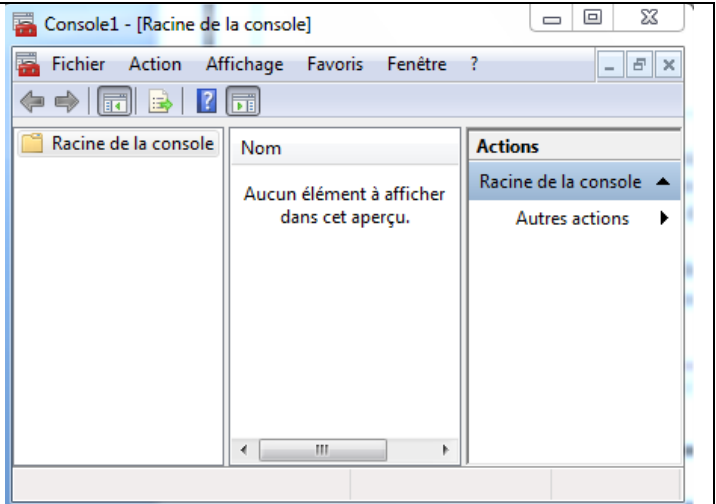 Console1 - [Racine de la console]
Fichier Action Affichage Favoris Fenêtre ?
Racine de la console
Nom
Aucun élément à afficher
dans cet aperçu.
Actions
Racine de la console
Autres actions